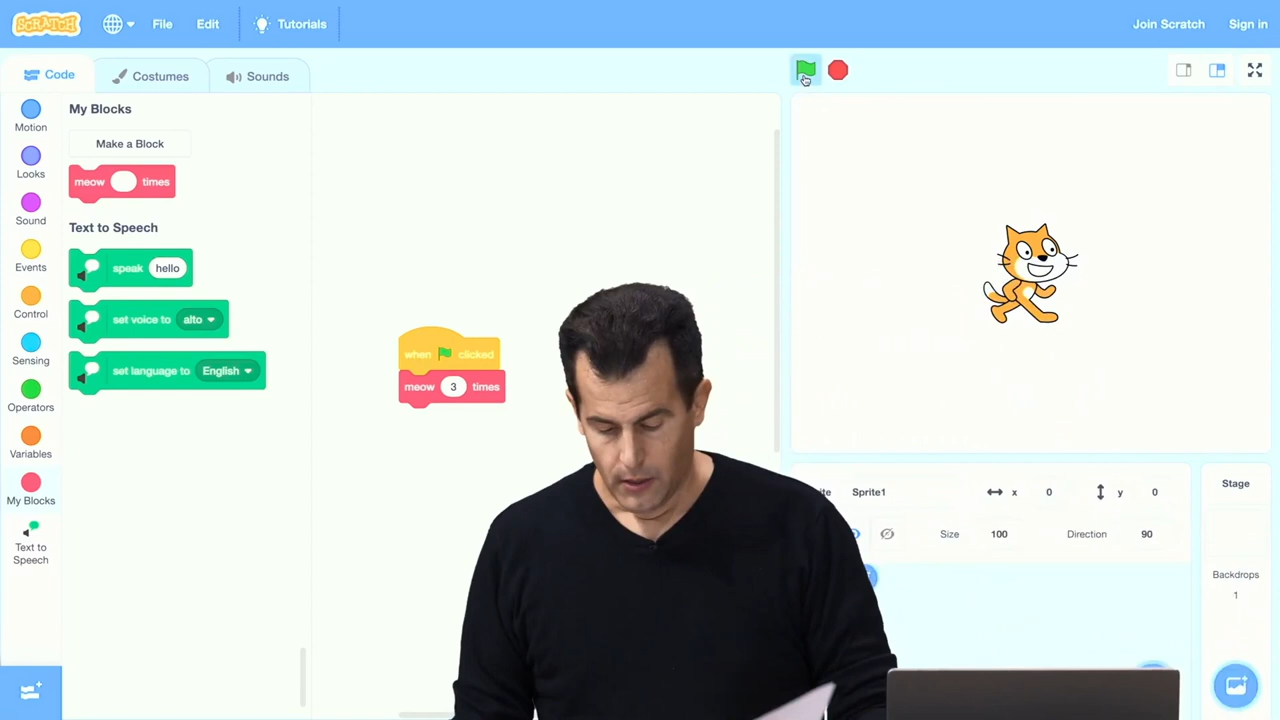 SCRATCH File Edit Tutorials Join Scratch Sign in
Code Costumes Sounds
Motion
Looks
Sound
Events
Control
Sensing
Operators
Variables
My Blocks
Text to
Speech
My Blocks
Make a Block
meow times
Text to Speech
speak hello
set voice to alto
set language to English
when clicked
meow 3 times
Sprite1 x 0 y 0
Size 100 Direction 90
Stage
Backdrops
1